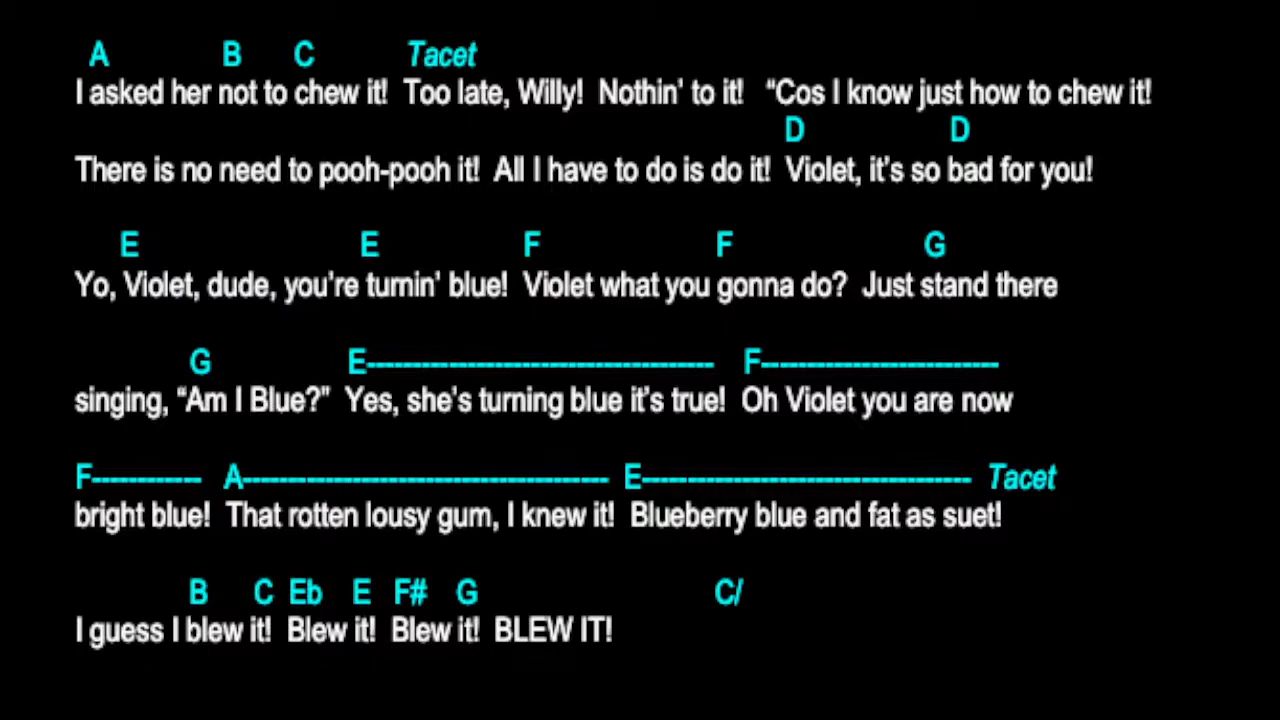 A B C Tacet
I asked her not to chew it! Too late, Willy! Nothin' to it! “Cos I know just how to chew it!
D D
There is no need to pooh-pooh it! All I have to do is do it! Violet, it's so bad for you!
E E F F G
Yo, Violet, dude, you're turnin' blue! Violet what you gonna do? Just stand there
G E-------------------------------------- F--------------------------
singing, “Am I Blue?” Yes, she's turning blue it's true! Oh Violet you are now
F------------ A---------------------------------------- E------------------------------------ Tacet
bright blue! That rotten lousy gum, I knew it! Blueberry blue and fat as suet!
B C Eb E F# G C/
I guess I blew it! Blew it! Blew it! BLEW IT!